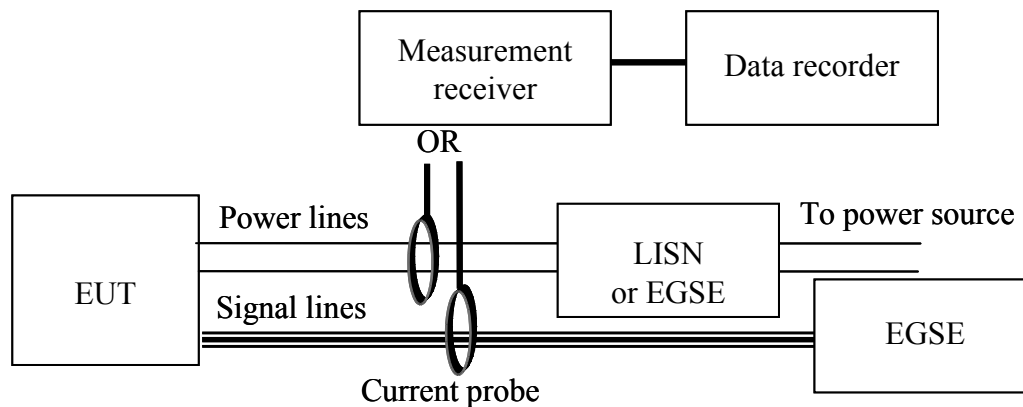 Measurement
receiver
Data recorder
OR
Power lines
To power source
LISN
or EGSE
EUT
Signal lines
EGSE
Current probe